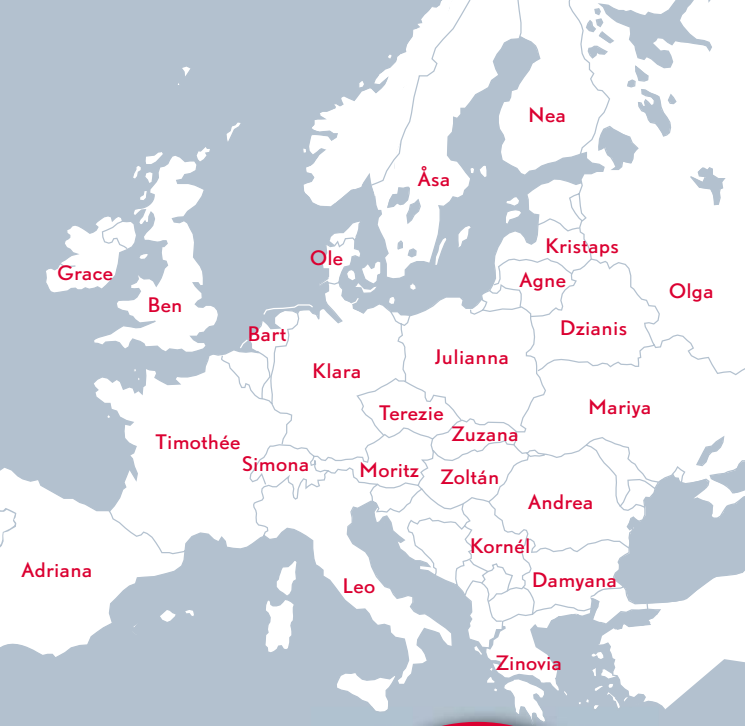 Nea
Åsa
Kristaps
Ole
Grace
Agne
Olga
Ben
Dzianis
Bart
Julianna
Klara
Mariya
Terezie
Zuzana
Timothée
Simona
Moritz
Zoltán
Andrea
Kornél
Adriana
Damyana
Leo
Zinovia